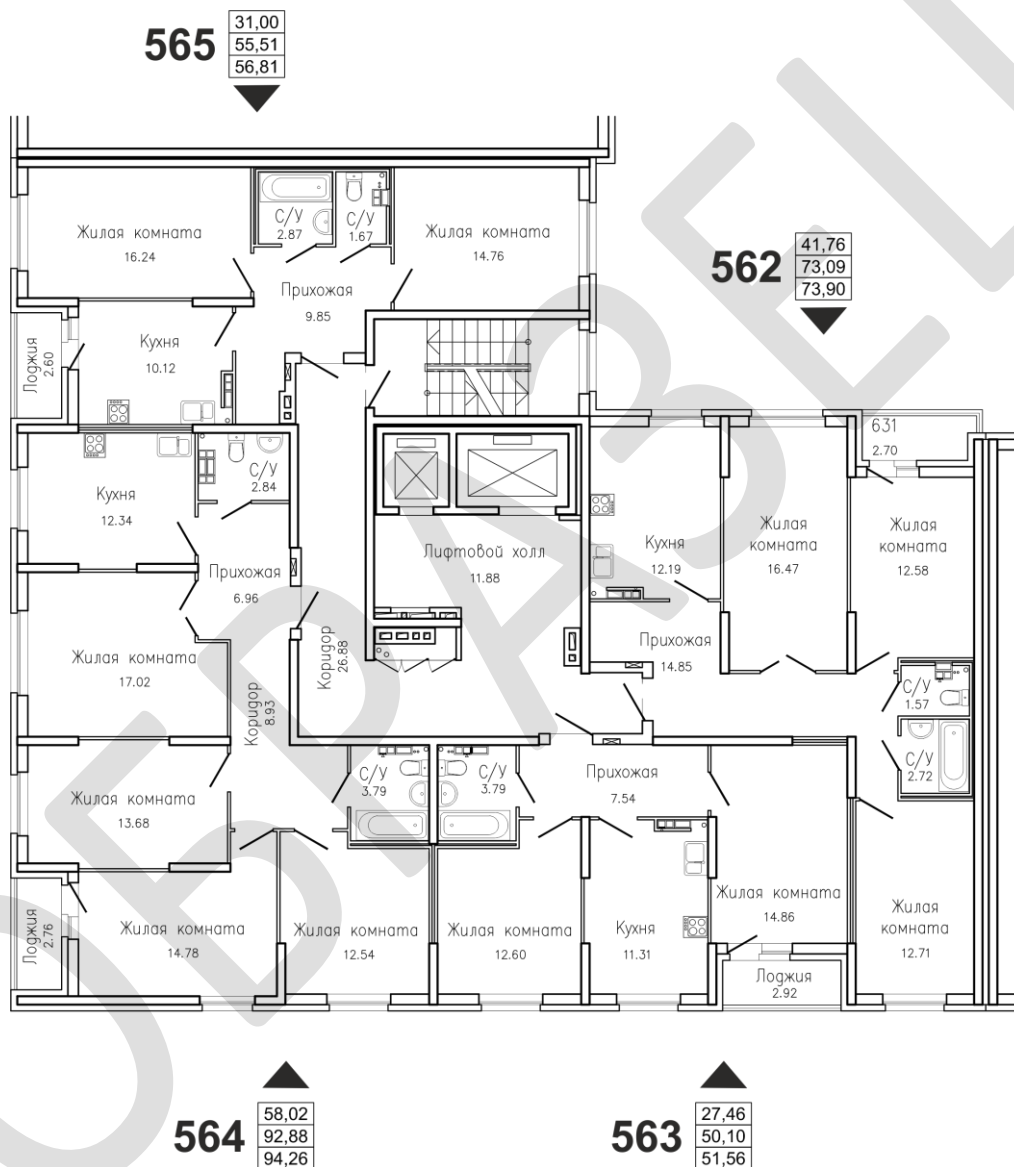 565
31,00
55,51
56,81
Жилая комната
16.24
С/У
2.87
С/У
1.67
Жилая комната
14.76
Прихожая
9.85
562
41,76
73,09
73,90
Лоджия
2.60
Кухня
10.12
631
2.70
Кухня
12.34
С/У
2.84
Лифтовой холл
11.88
Кухня
12.19
Жилая
комната
16.47
Жилая
комната
12.58
Прихожая
6.96
Коридор
26.88
Прихожая
14.85
Жилая комната
17.02
Коридор
8.93
С/У
1.57
С/У
2.72
Жилая комната
13.68
С/У
3.79
С/У
3.79
Прихожая
7.54
Лоджия
2.76
Жилая комната
14.78
Жилая комната
12.54
Жилая комната
12.60
Кухня
11.31
Жилая комната
14.86
Жилая
комната
12.71
Лоджия
2.92
564
58,02
92,88
94,26
563
27,46
50,10
51,56
ОБРАЗЕЦ